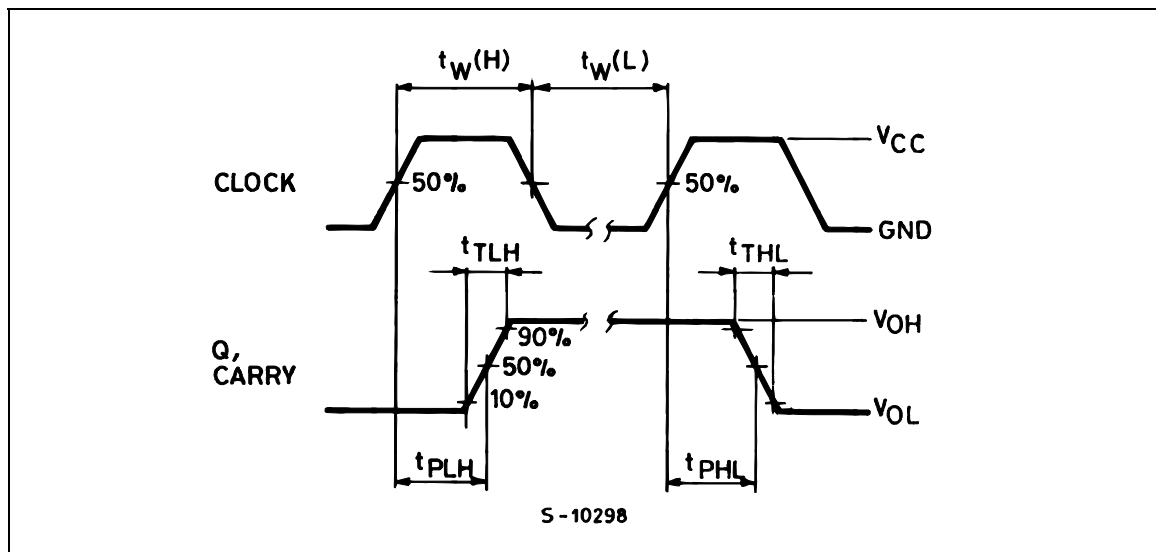 tW(H) tW(L)
VCC
CLOCK 50% 50%
GND
tTLH tTHL
VOH
90%
Q,
CARRY 50%
10%
VOL
tPLH tPHL
S-10298